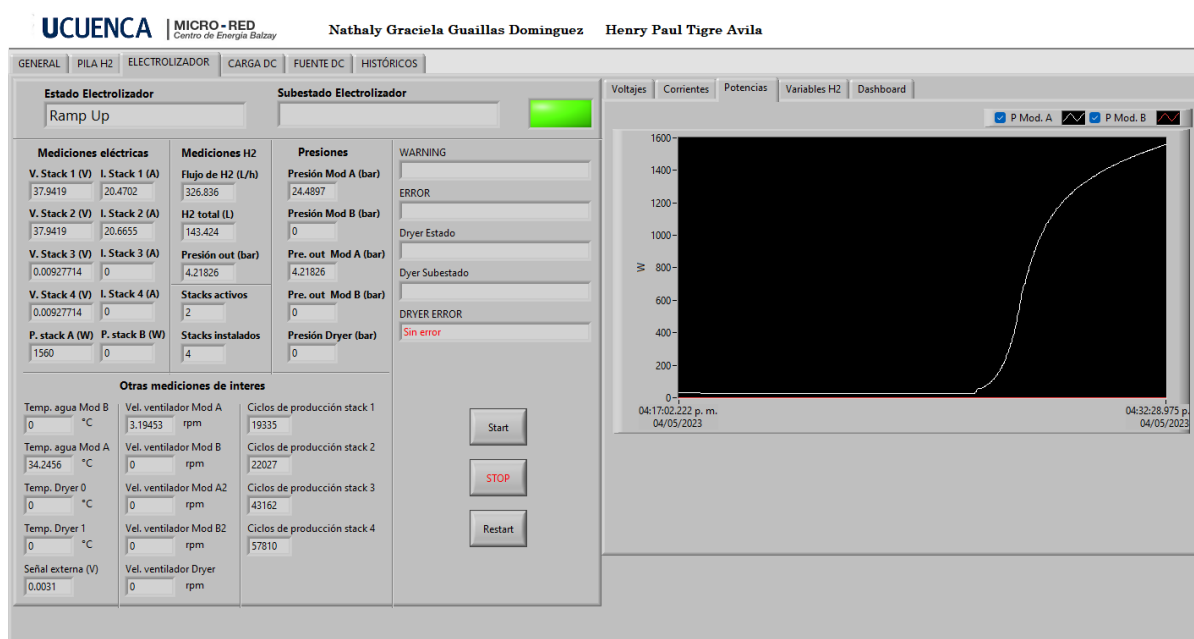 UCUENCA MICRO-RED
Centro de Energía Balzay
Nathaly Graciela Guaillas Dominguez Henry Paul Tigre Avila
GENERAL PILA H2 ELECTROLIZADOR CARGA DC FUENTE DC HISTÓRICOS
Estado Electrolizador
Ramp Up
Subestado Electrolizador
Mediciones eléctricas
V. Stack 1 (V) I. Stack 1 (A)
37.9419 20.4702
V. Stack 2 (V) I. Stack 2 (A)
37.9419 20.6655
V. Stack 3 (V) I. Stack 3 (A)
0.00927714 0
V. Stack 4 (V) I. Stack 4 (A)
0.00927714 0
P. stack A (W) P. stack B (W)
1560 0
Mediciones H2
Flujo de H2 (L/h)
326.836
H2 total (L)
143.424
Presión out (bar)
4.21826
Stacks activos
2
Stacks instalados
4
Presiones
Presión Mod A (bar)
24.4897
Presión Mod B (bar)
0
Pre. out Mod A (bar)
4.21826
Pre. out Mod B (bar)
0
Presión Dryer (bar)
0
WARNING
ERROR
Dryer Estado
Dyer Subestado
DRYER ERROR
Sin error
Otras mediciones de interes
Temp. agua Mod B
0 °C
Temp. agua Mod A
34.2456 °C
Temp. Dryer 0
0 °C
Temp. Dryer 1
0 °C
Señal externa (V)
0.0031
Vel. ventilador Mod A
3.19453 rpm
Vel. ventilador Mod B
0 rpm
Vel. ventilador Mod A2
0 rpm
Vel. ventilador Mod B2
0 rpm
Vel. ventilador Dryer
0 rpm
Ciclos de producción stack 1
19335
Ciclos de producción stack 2
22027
Ciclos de producción stack 3
43162
Ciclos de producción stack 4
57810
Start
STOP
Restart
Voltajes Corrientes Potencias Variables H2 Dashboard
P Mod. A P Mod. B
1600
1400
1200
1000
800
600
400
200
0
W
04:17:02.222 p. m.
04/05/2023
04:32:28.975 p.
04/05/2023